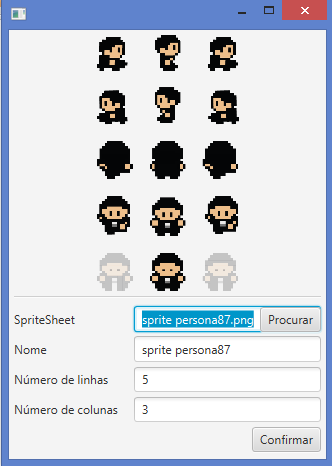 SpriteSheet sprite persona87.png Procurar
Nome sprite persona87
Número de linhas 5
Número de colunas 3
Confirmar